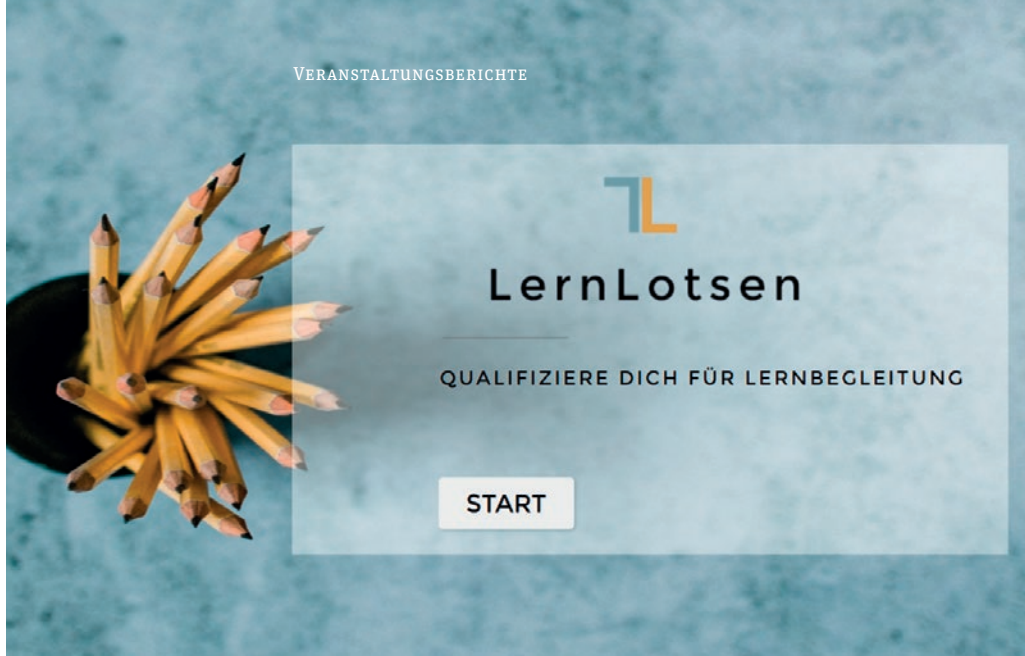 Veranstaltungsberichte
LernLotsen
QUALIFIZIERE DICH FÜR LERNBEGLEITUNG
START